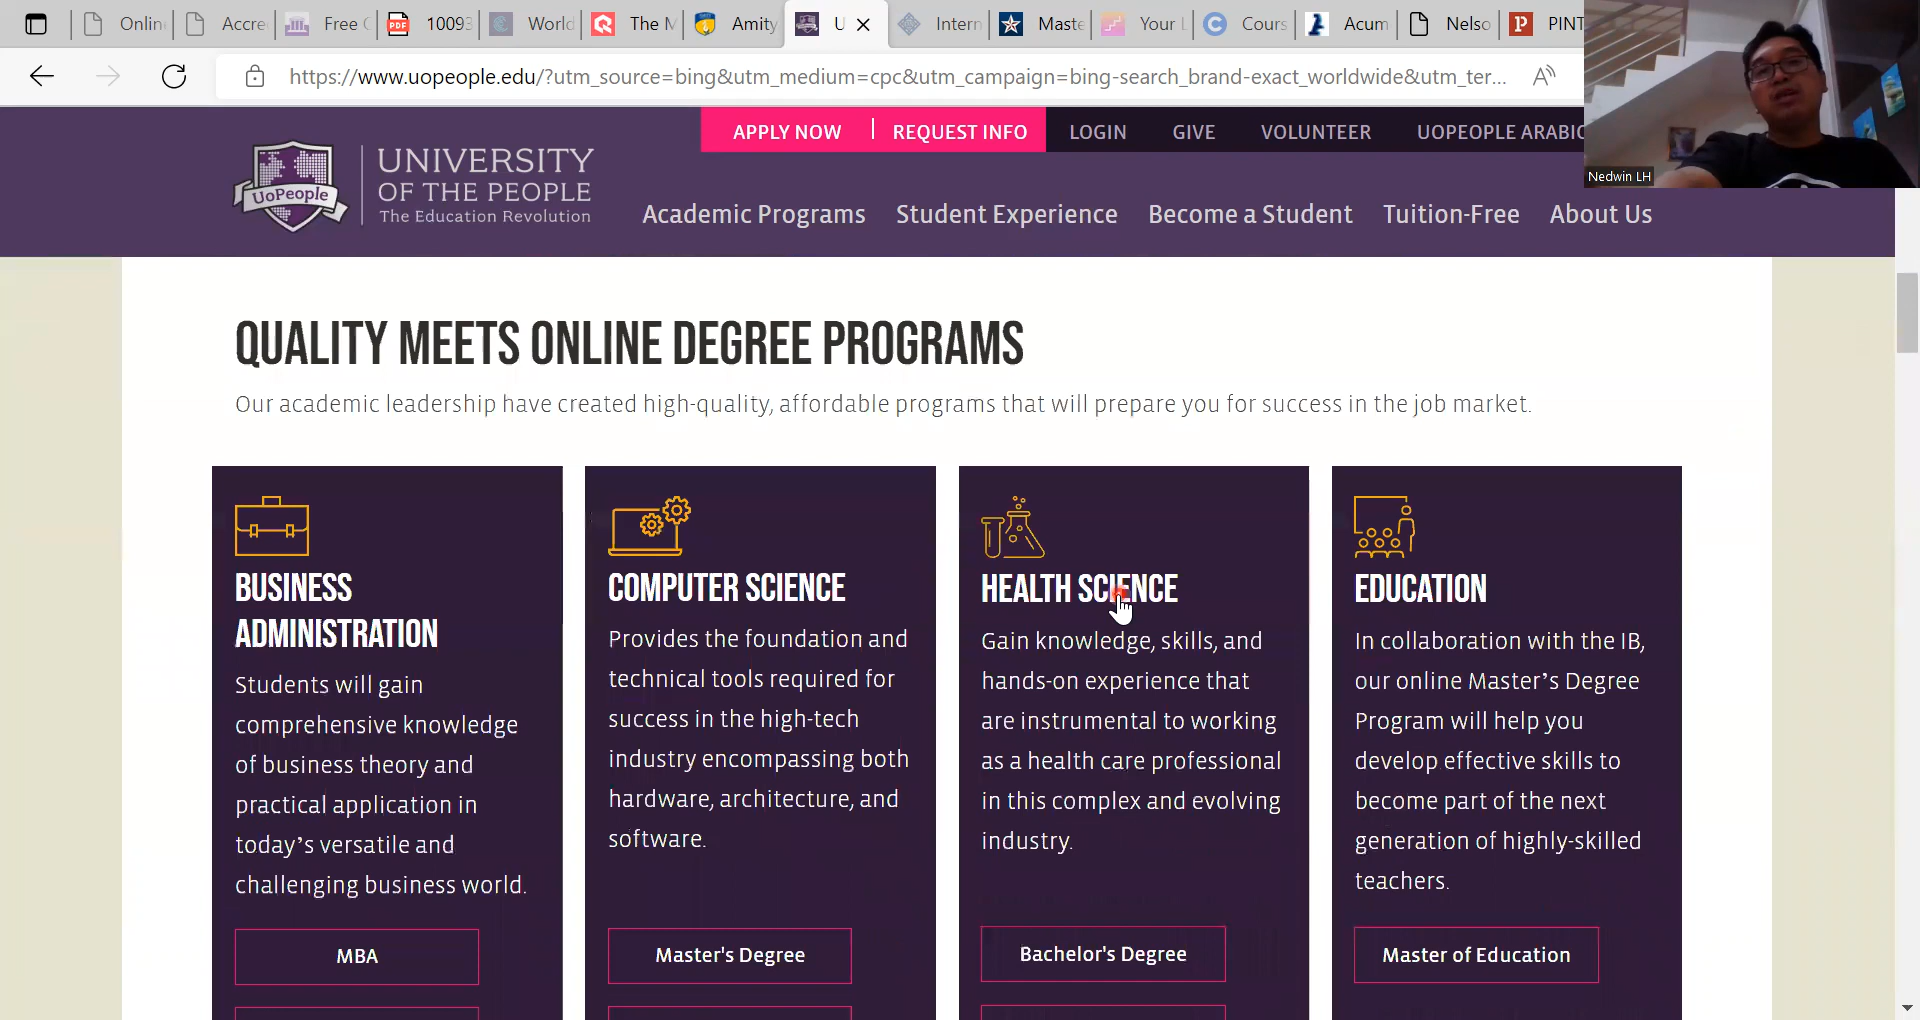 Onlin
Accre
Free C
PDF
10093
World
The M
Amity
U
Intern
Maste
Your L
Cours
Acum
Nelso
PINT
https://www.uopeople.edu/?utm_source=bing&utm_medium=cpc&utm_campaign=bing-search_brand-exact_worldwide&utm_ter...
Nedwin LH
APPLY NOW
REQUEST INFO
LOGIN
GIVE
VOLUNTEER
UOPEOPLE ARABIC
UoPeople
UNIVERSITY
OF THE PEOPLE
The Education Revolution
Academic Programs
Student Experience
Become a Student
Tuition-Free
About Us
QUALITY MEETS ONLINE DEGREE PROGRAMS
Our academic leadership have created high-quality, affordable programs that will prepare you for success in the job market.
BUSINESS
ADMINISTRATION
Students will gain
comprehensive knowledge
of business theory and
practical application in
today’s versatile and
challenging business world.
MBA
COMPUTER SCIENCE
Provides the foundation and
technical tools required for
success in the high-tech
industry encompassing both
hardware, architecture, and
software.
Master's Degree
HEALTH SCIENCE
Gain knowledge, skills, and
hands-on experience that
are instrumental to working
as a health care professional
in this complex and evolving
industry.
Bachelor's Degree
EDUCATION
In collaboration with the IB,
our online Master’s Degree
Program will help you
develop effective skills to
become part of the next
generation of highly-skilled
teachers.
Master of Education